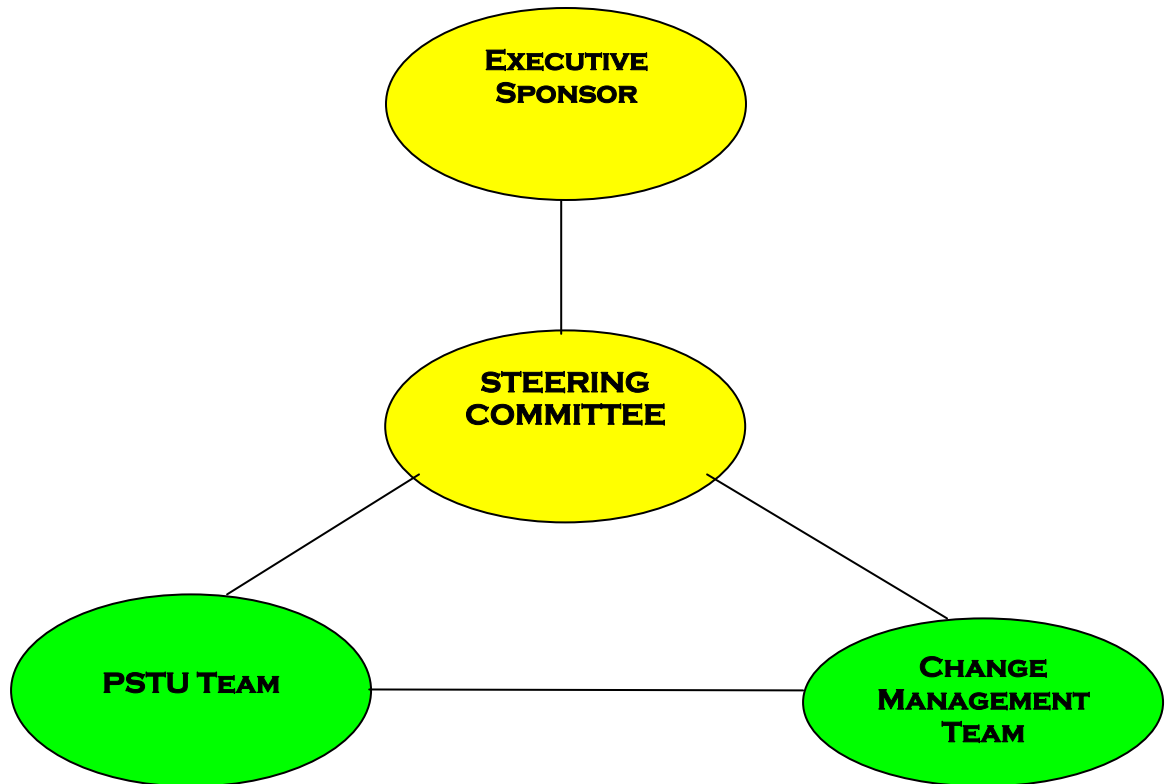 Executive
Sponsor
STEERING
COMMITTEE
PSTU Team
Change
Management
Team